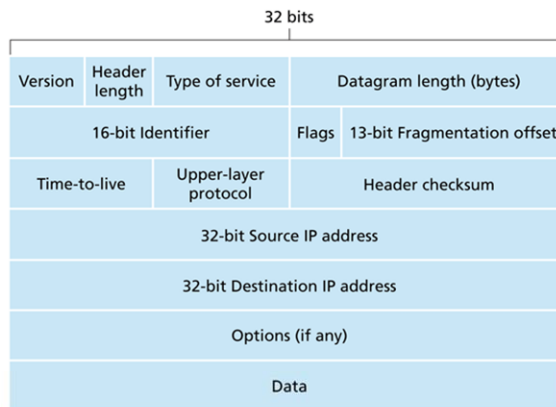 32 bits
Version
Header
length
Type of service
Datagram length (bytes)
16-bit Identifier
Flags
13-bit Fragmentation offset
Time-to-live
Upper-layer
protocol
Header checksum
32-bit Source IP address
32-bit Destination IP address
Options (if any)
Data